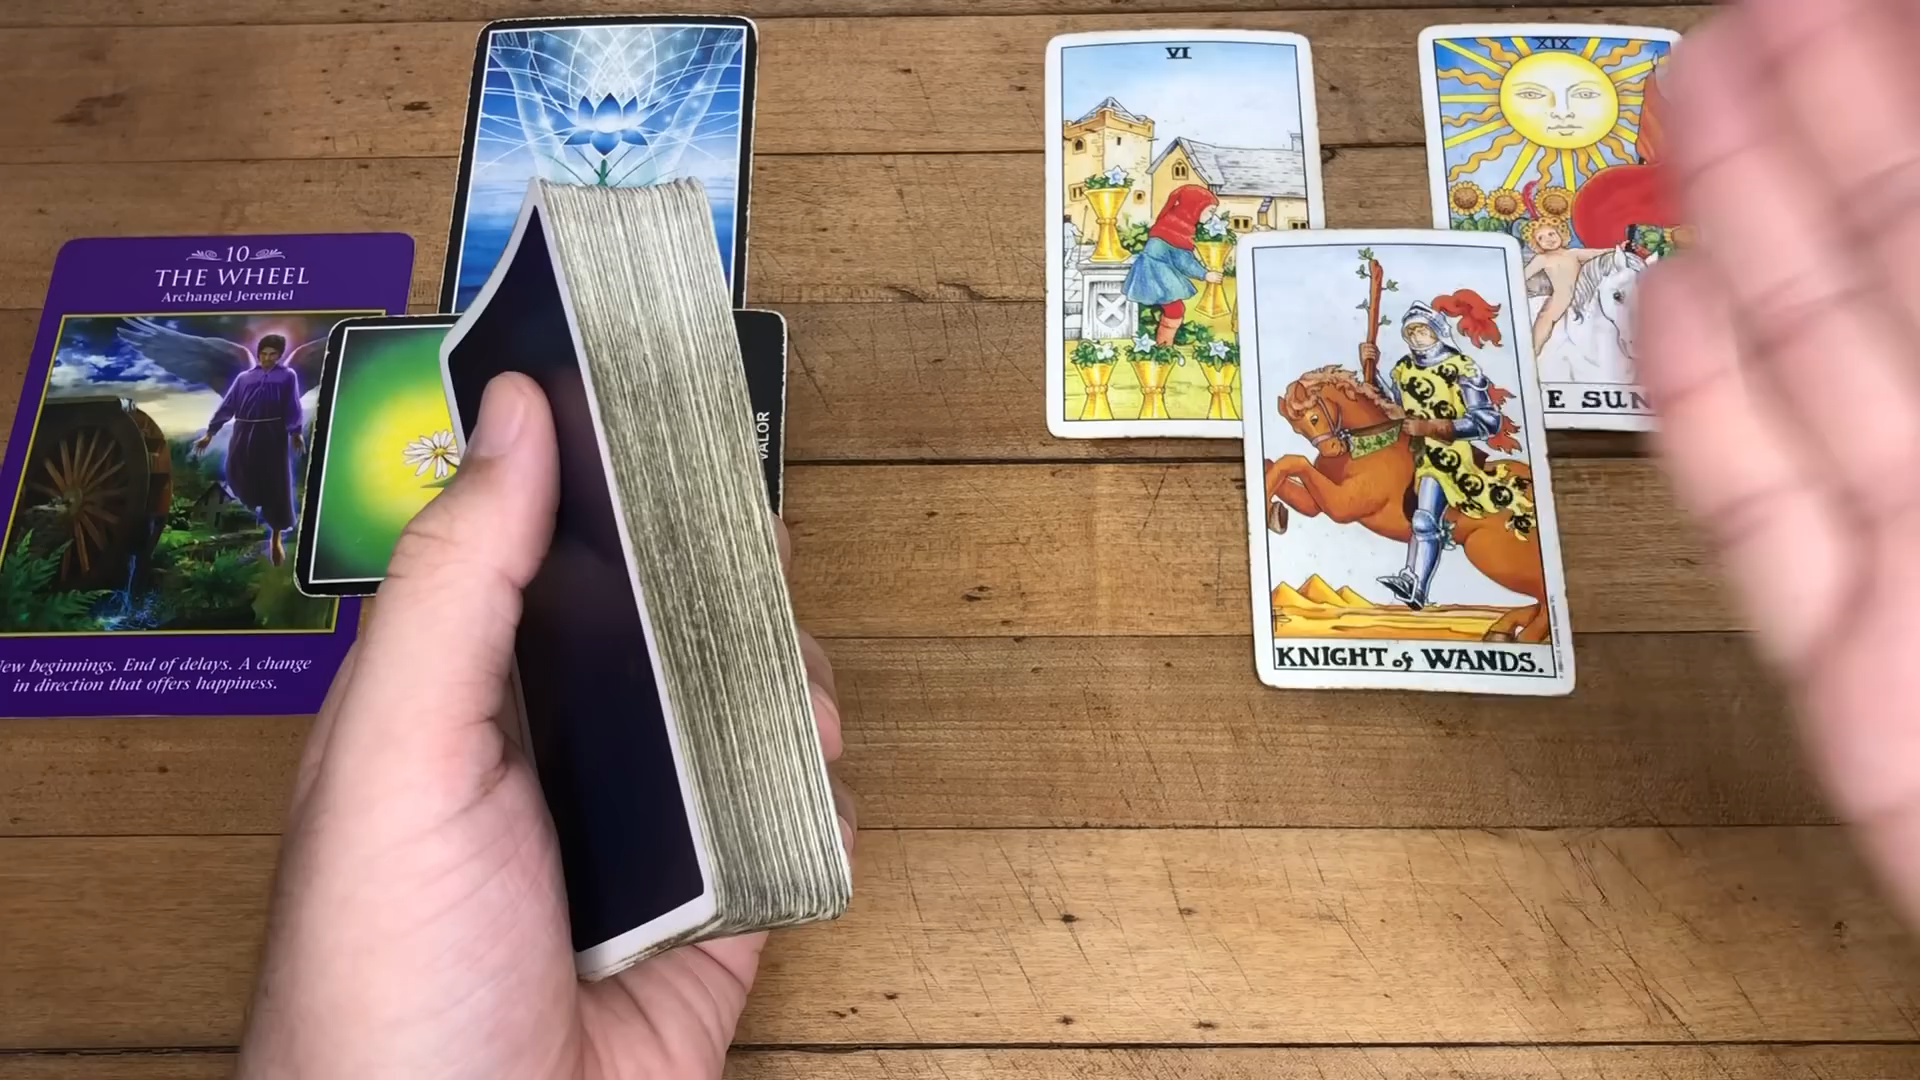 10
THE WHEEL
Archangel Jeremiel
New beginnings. End of delays. A change
in direction that offers happiness.
VALOR
VI
XIX
E SUN
KNIGHT of WANDS.